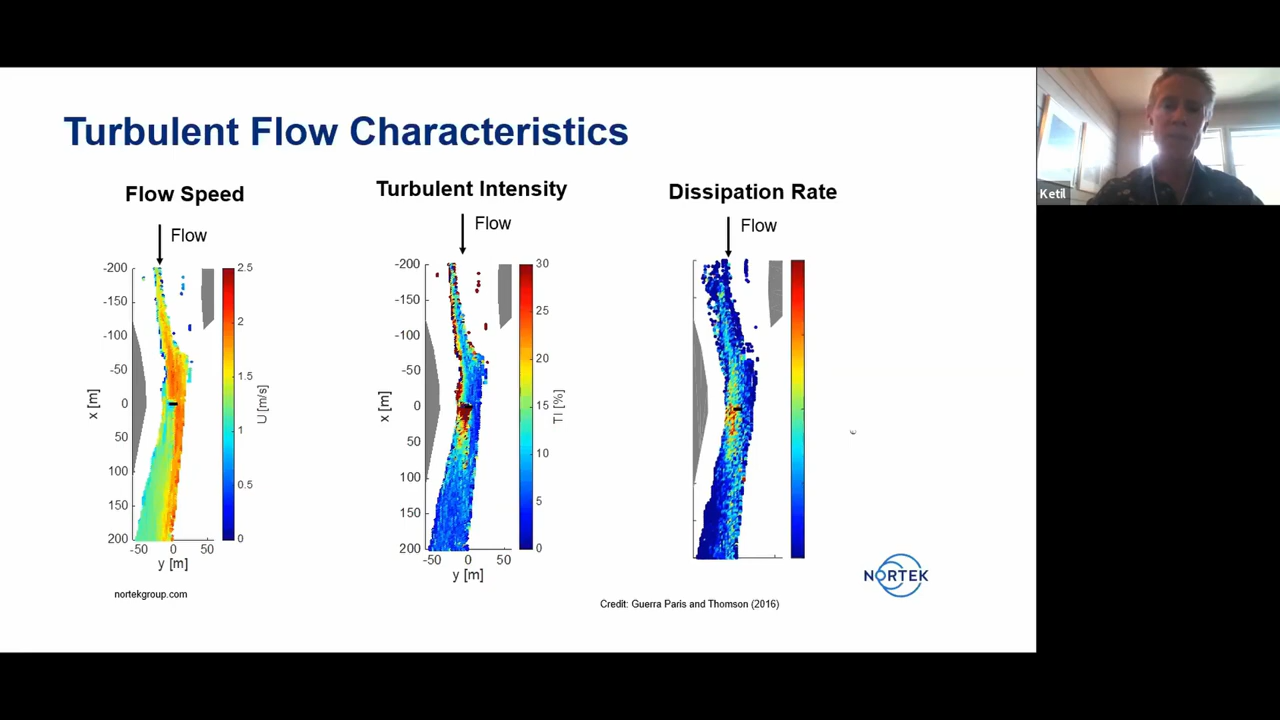 Turbulent Flow Characteristics
Flow Speed
Flow
-200
-150
-100
-50
0
50
100
150
200
x [m]
-50 0 50
y [m]
2.5
2
1.5
1
0.5
0
U [m/s]
Turbulent Intensity
Flow
-200
-150
-100
-50
0
50
100
150
200
x [m]
-50 0 50
y [m]
30
25
20
15
10
5
0
TI [%]
Dissipation Rate
Flow
ϵ
nortekgroup.com
Credit: Guerra Paris and Thomson (2016)
NORTEK
Ketil